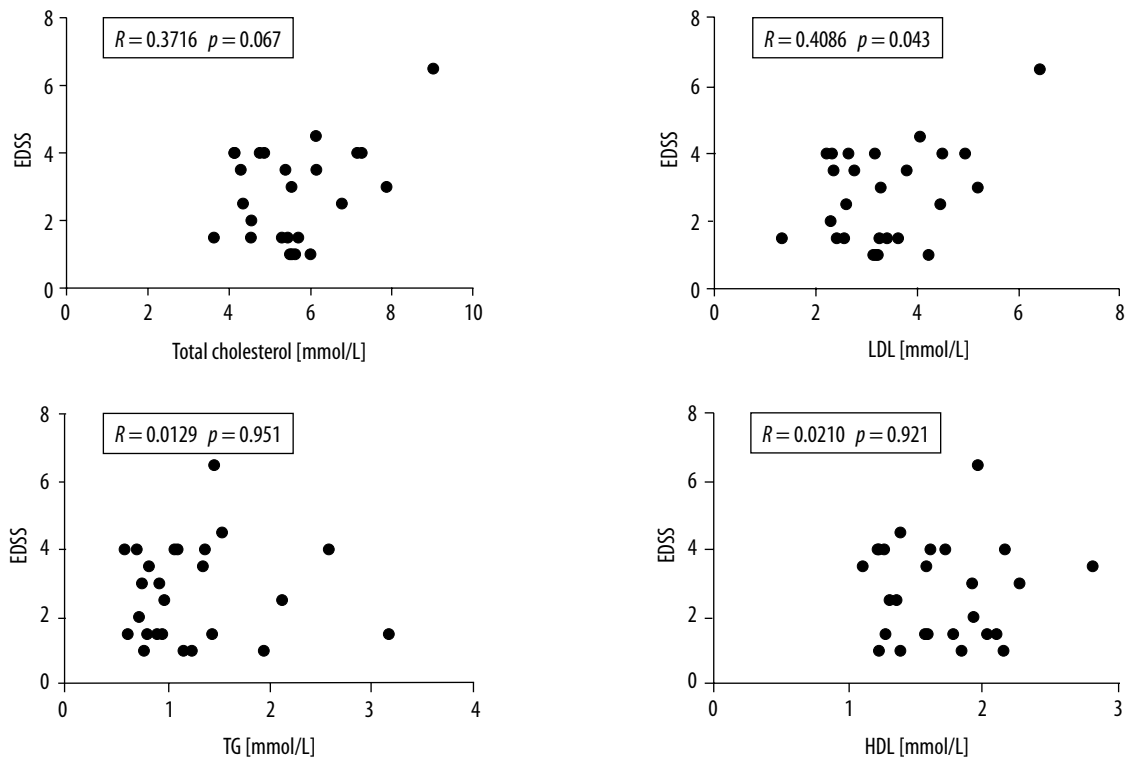 R = 0.3716 p = 0.067
EDSS
8
6
4
2
0
0 2 4 6 8 10
Total cholesterol [mmol/L]
R = 0.4086 p = 0.043
EDSS
8
6
4
2
0
0 2 4 6 8
LDL [mmol/L]
R = 0.0129 p = 0.951
EDSS
8
6
4
2
0
0 1 2 3 4
TG [mmol/L]
R = 0.0210 p = 0.921
EDSS
8
6
4
2
0
0 1 2 3
HDL [mmol/L]